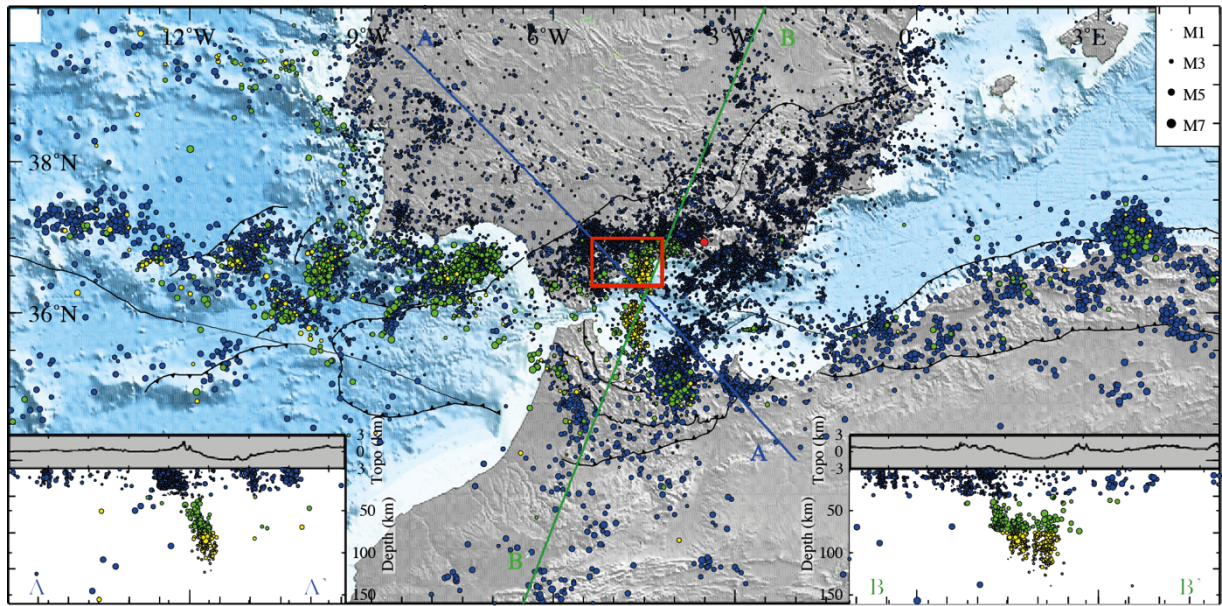 12˚W
9˚W
6˚W
3˚W
0˚
3˚E
A
B
M1
M3
M5
M7
38˚N
36˚N
A
B
Topo (km)
3
0
-3
Depth (km)
50
100
150
A
A`
Topo (km)
3
0
-3
Depth (km)
50
100
150
B
B`